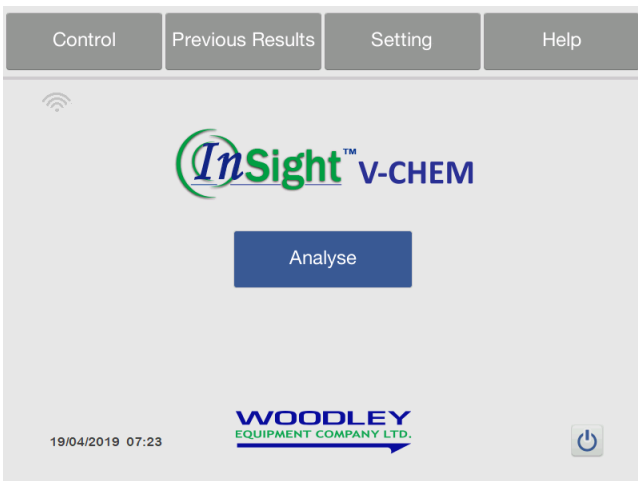 Control Previous Results Setting Help
InSight™ V-CHEM
Analyse
WOODLEY
EQUIPMENT COMPANY LTD.
19/04/2019 07:23